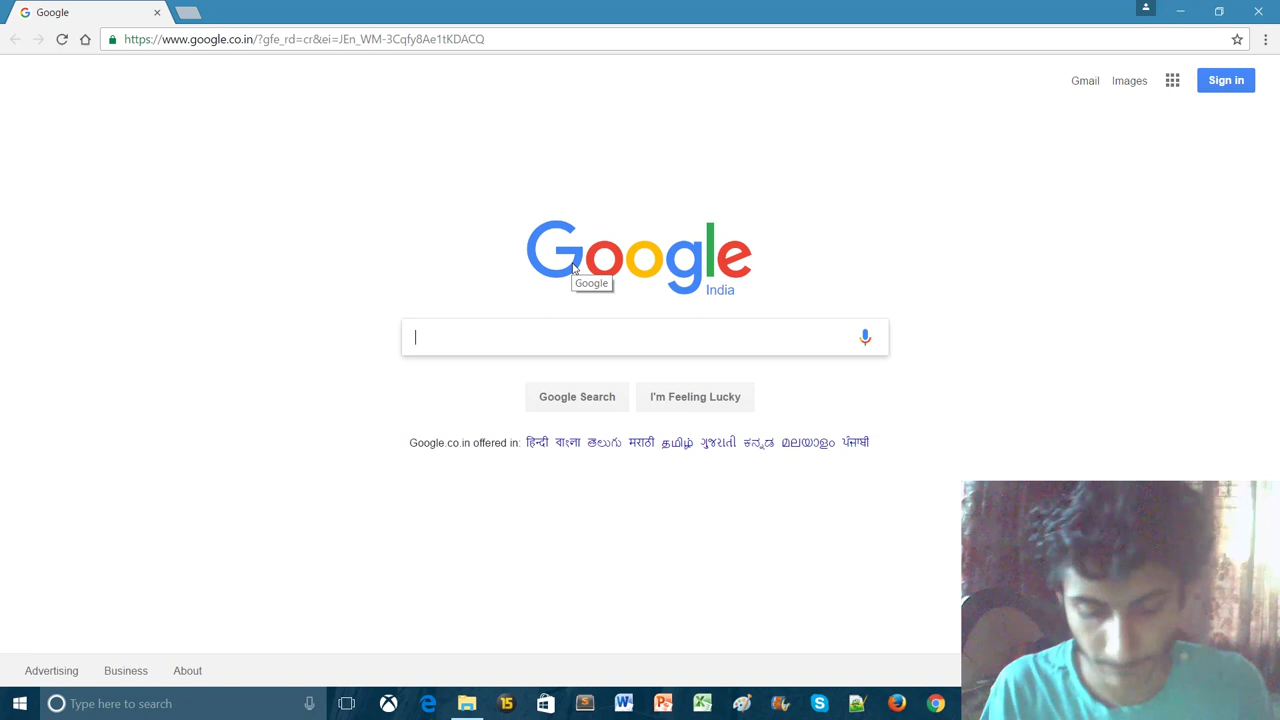 Google
https://www.google.co.in/?gfe_rd=cr&ei=JEn_WM-3Cqfy8Ae1tKDACQ
Gmail Images Sign in
Google
India
Google
Google Search I'm Feeling Lucky
Google.co.in offered in: हिन्दी বাংলা తెలుగు मराठी தமிழ் ગુજરાતી ಕನ್ನಡ മലയാളം ਪੰਜਾਬੀ
Advertising Business About
Type here to search